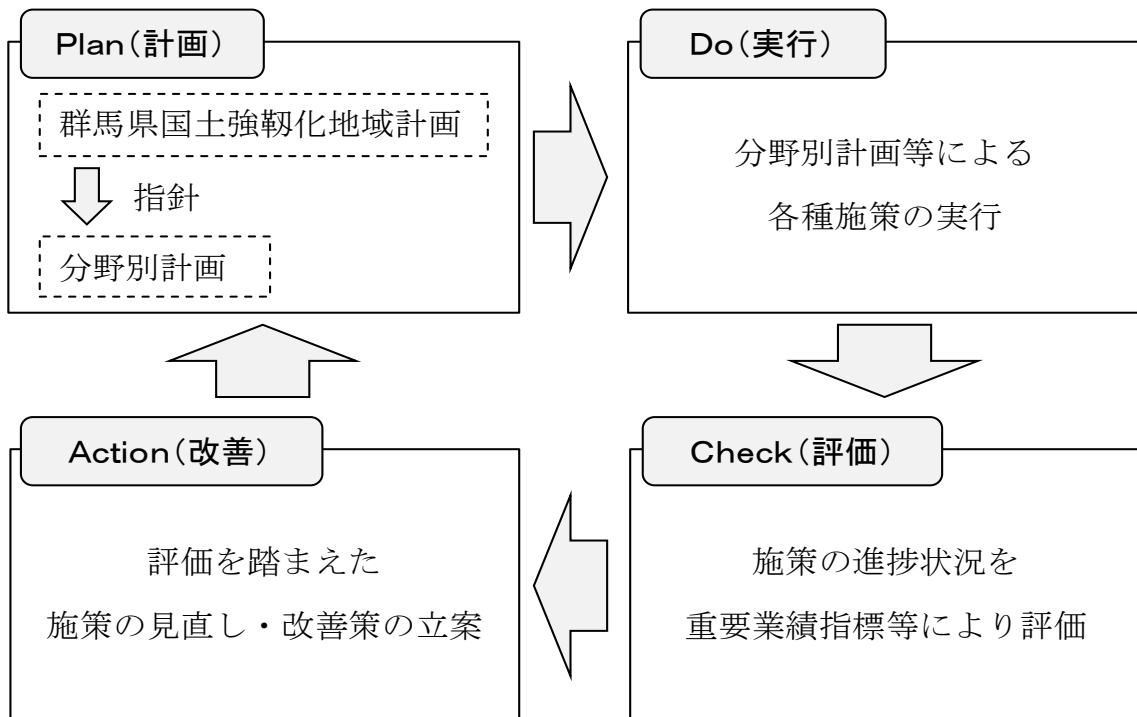 Plan（計画）
群馬県国土強靱化地域計画
指針
分野別計画
Do（実行）
分野別計画等による
各種施策の実行
Action（改善）
評価を踏まえた
施策の見直し・改善策の立案
Check（評価）
施策の進捗状況を
重要業績指標等により評価